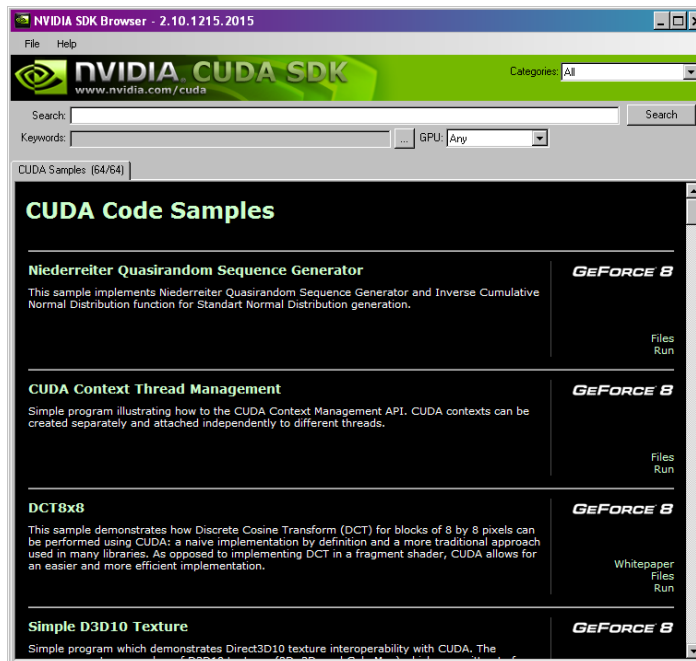 NVIDIA SDK Browser - 2.10.1215.2015
File Help
NVIDIA. CUDA SDK
www.nvidia.com/cuda
Categories: All
Search: Search
Keywords: ... GPU: Any
CUDA Samples (64/64)
CUDA Code Samples
Niederreiter Quasirandom Sequence Generator
GEFORCE 8
This sample implements Niederreiter Quasirandom Sequence Generator and Inverse Cumulative
Normal Distribution function for Standart Normal Distribution generation.
Files
Run
CUDA Context Thread Management
GEFORCE 8
Simple program illustrating how to the CUDA Context Management API. CUDA contexts can be
created separately and attached independently to different threads.
Files
Run
DCT8x8
GEFORCE 8
This sample demonstrates how Discrete Cosine Transform (DCT) for blocks of 8 by 8 pixels can
be performed using CUDA: a naive implementation by definition and a more traditional approach
used in many libraries. As opposed to implementing DCT in a fragment shader, CUDA allows for
an easier and more efficient implementation.
Whitepaper
Files
Run
Simple D3D10 Texture
GEFORCE 8
Simple program which demonstrates Direct3D10 texture interoperability with CUDA. The